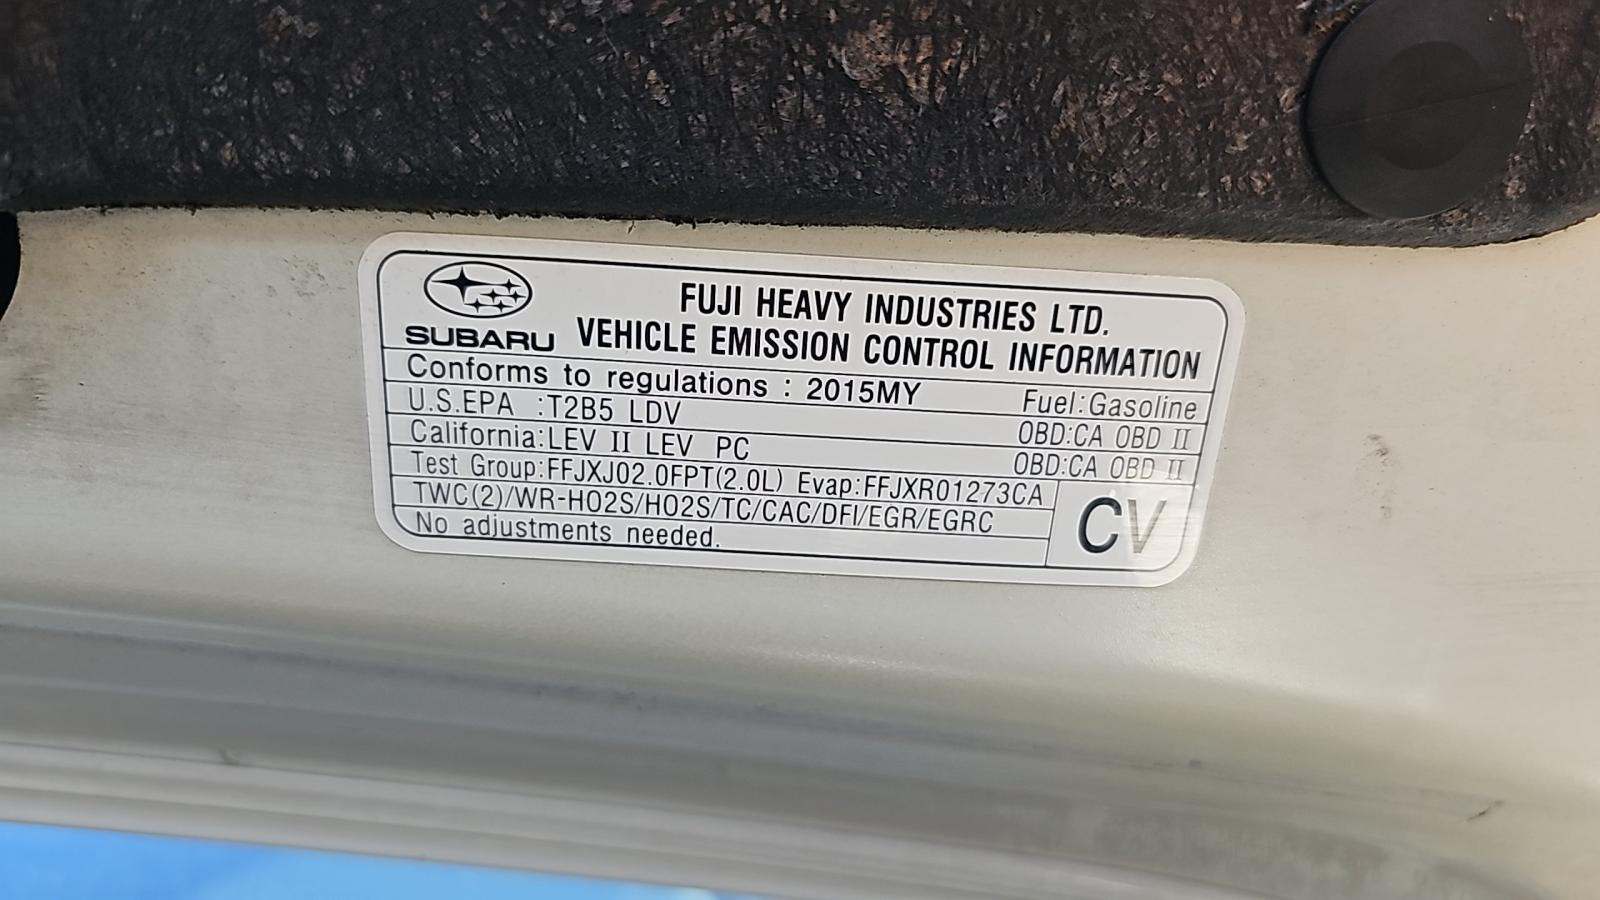 SUBARU
FUJI HEAVY INDUSTRIES LTD.
VEHICLE EMISSION CONTROL INFORMATION
Conforms to regulations : 2015MY Fuel:Gasoline
U.S.EPA :T2B5 LDV OBD:CA OBD II
California:LEV II LEV PC OBD:CA OBD II
Test Group:FFJXJ02.0FPT(2.0L) Evap:FFJXR01273CA
TWC(2)/WR-HO2S/HO2S/TC/CAC/DFI/EGR/EGRC
No adjustments needed.
CV